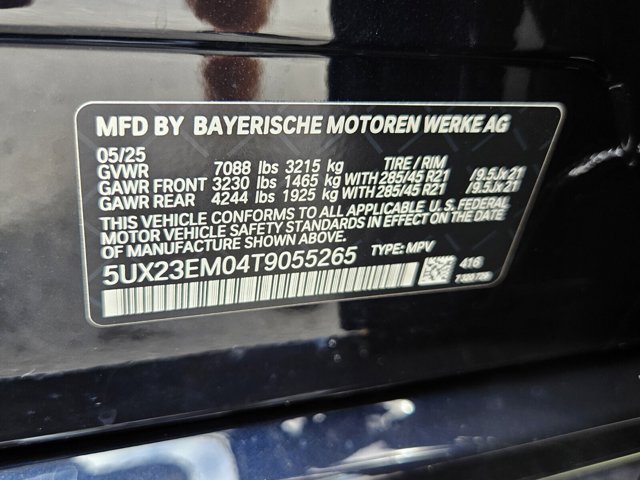 MFD BY BAYERISCHE MOTOREN WERKE AG
05/25
GVWR 7088 lbs 3215 kg TIRE / RIM
GAWR FRONT 3230 lbs 1465 kg WITH 285/45 R21 /9.5Jx21
GAWR REAR 4244 lbs 1925 kg WITH 285/45 R21 /9.5Jx21
THIS VEHICLE CONFORMS TO ALL APPLICABLE U.S. FEDERAL
MOTOR VEHICLE SAFETY STANDARDS IN EFFECT ON THE DATE
OF MANUFACTURE SHOWN ABOVE.
5UX23EM04T9055265 TYPE: MPV
416